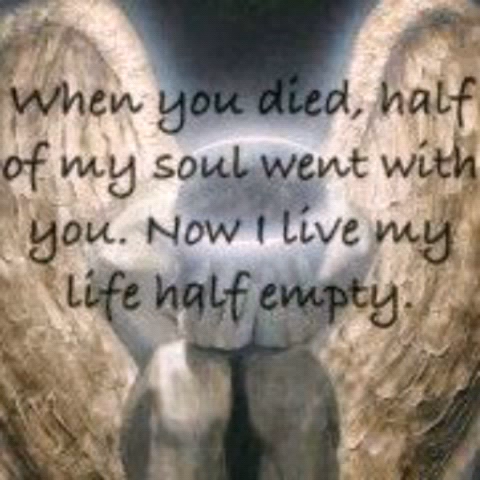 When you died, half
of my soul went with
you. Now I live my
life half empty.